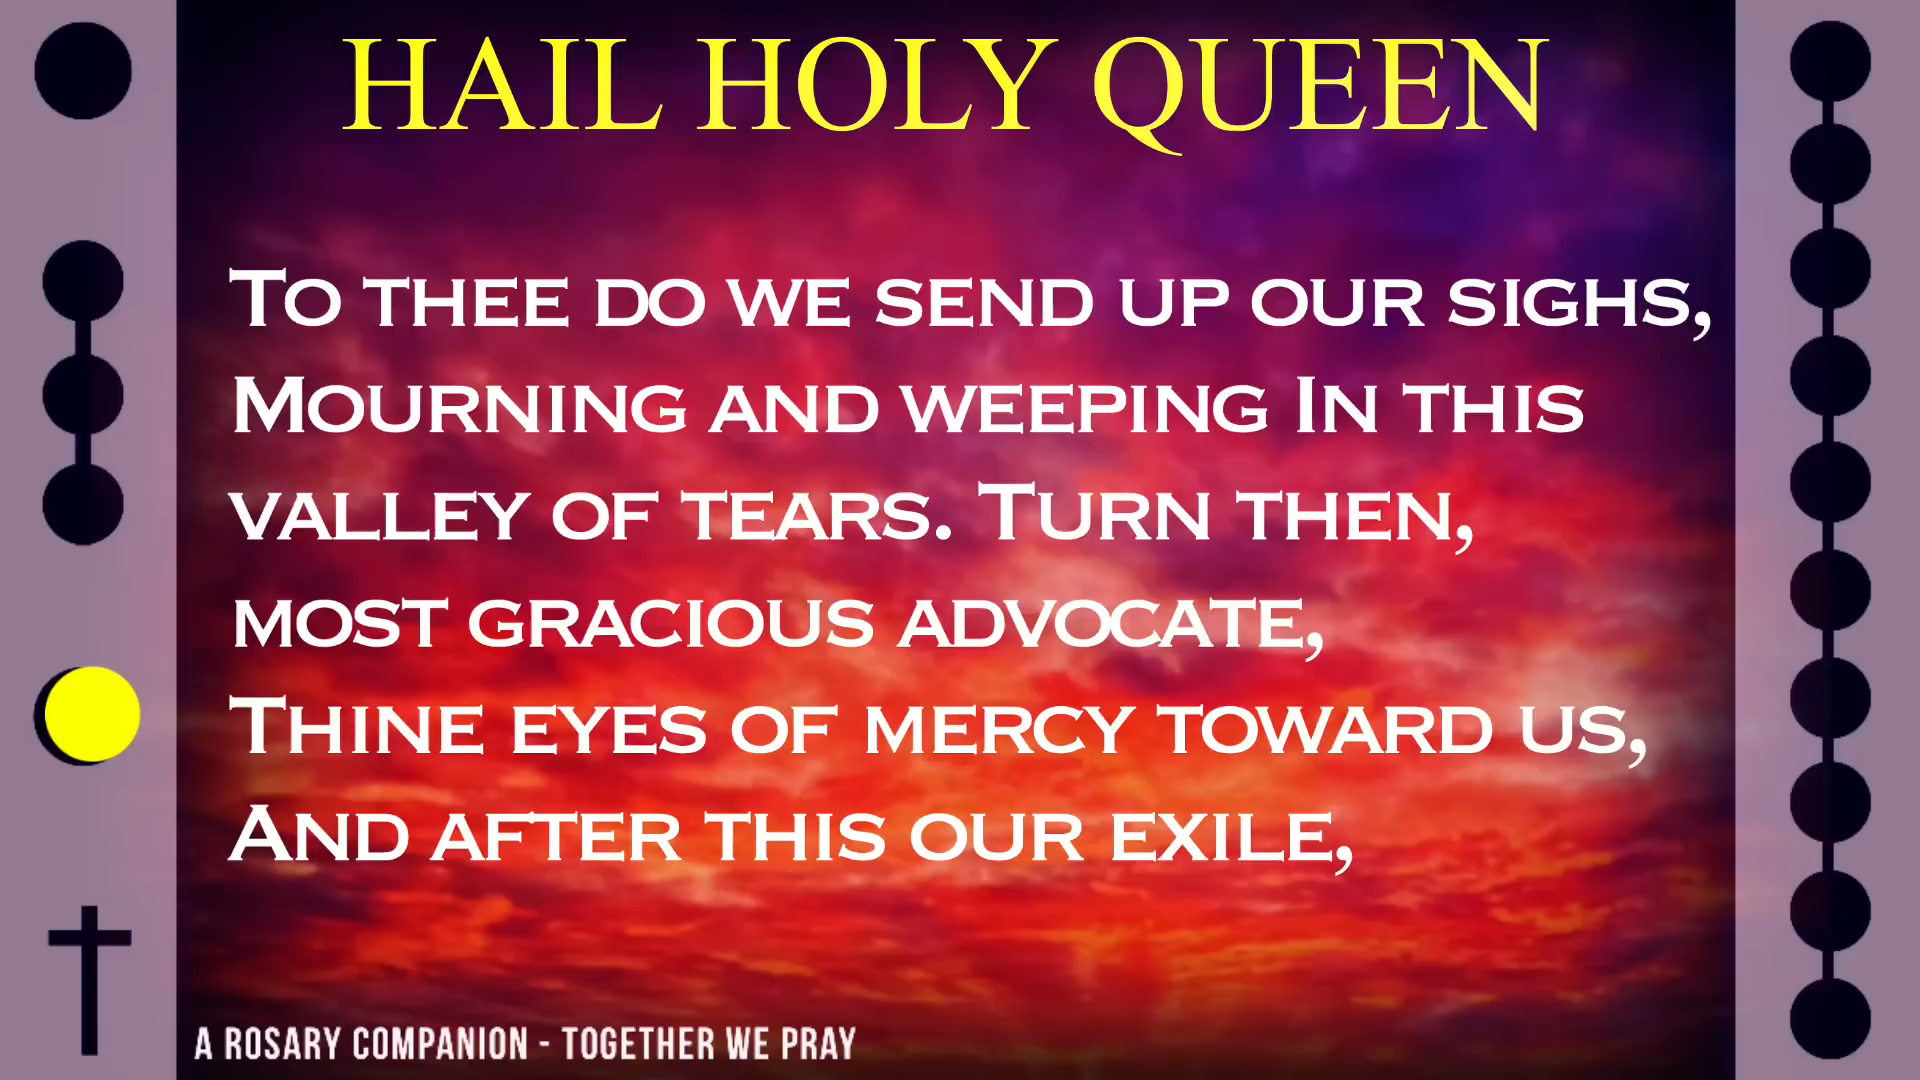 HAIL HOLY QUEEN
To thee do we send up our sighs,
Mourning and weeping In this
valley of tears. Turn then,
most gracious advocate,
Thine eyes of mercy toward us,
And after this our exile,
A ROSARY COMPANION - TOGETHER WE PRAY